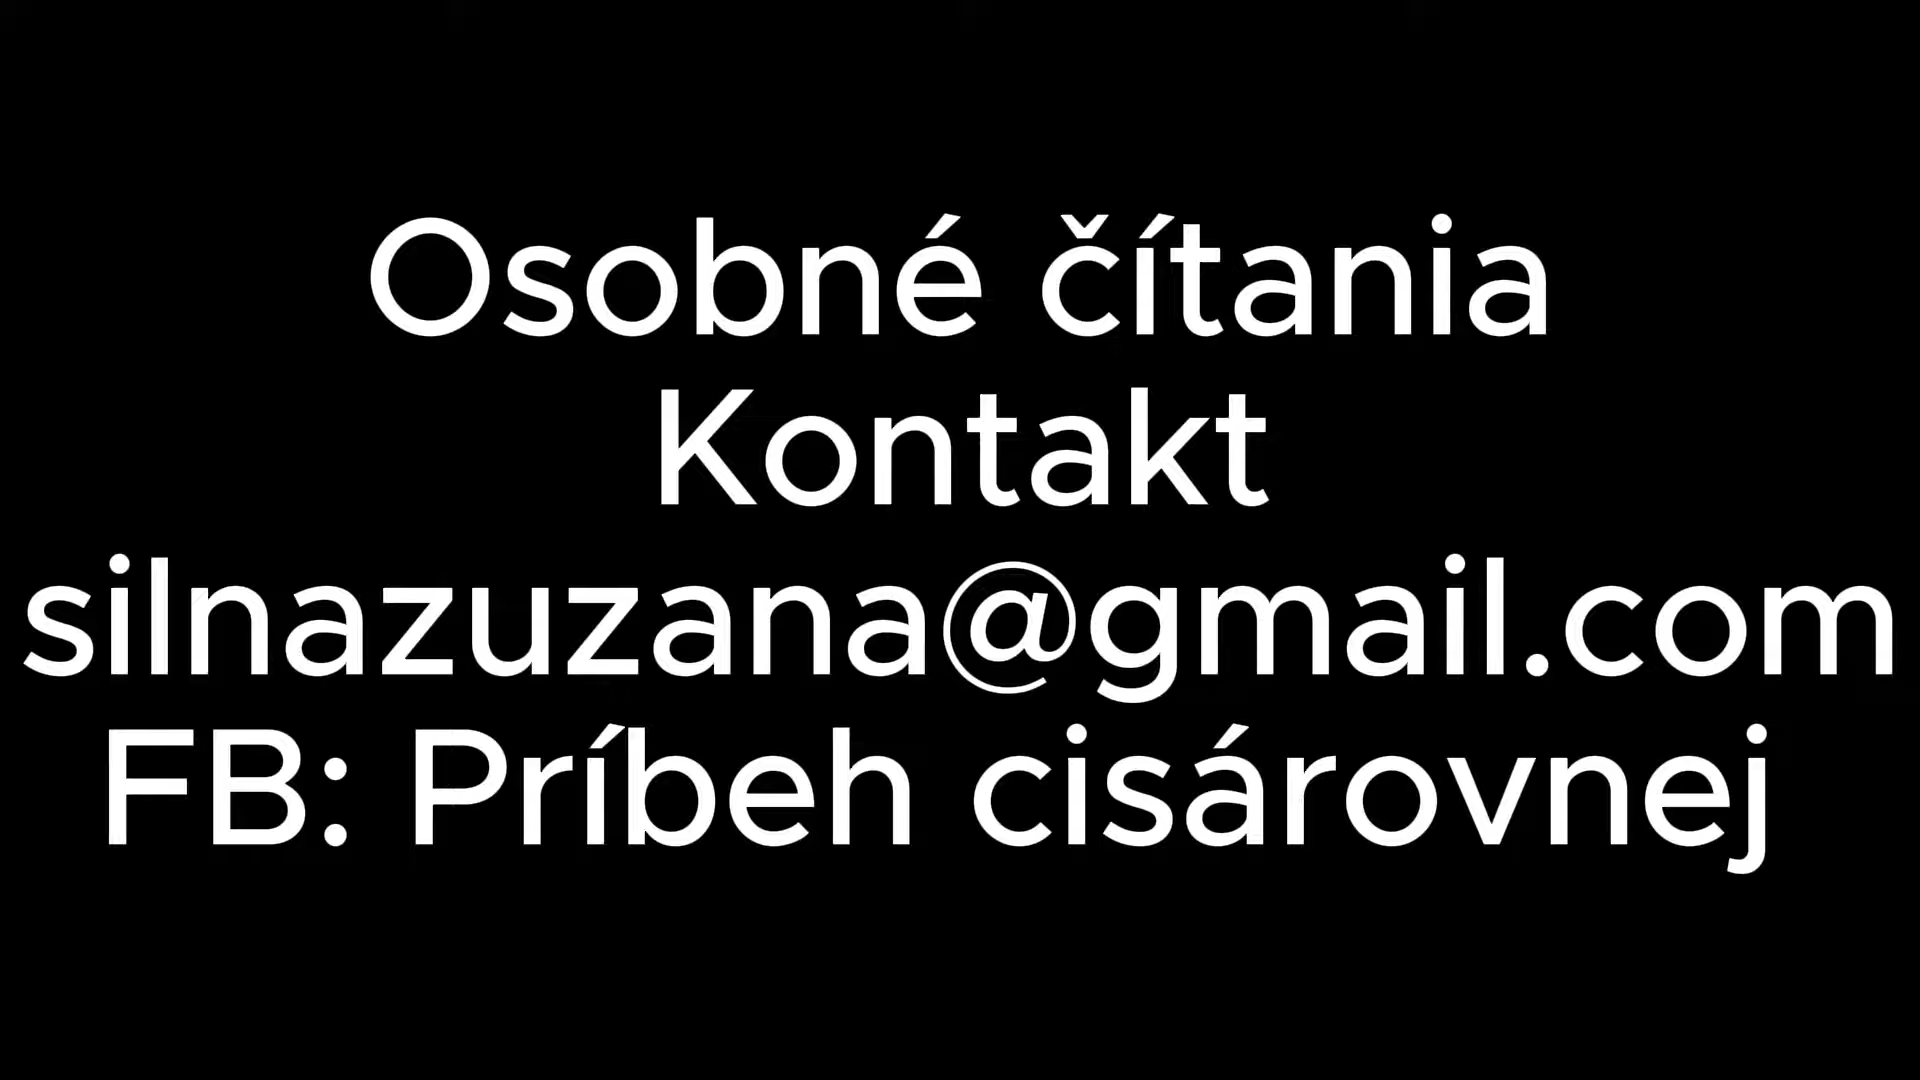 Osobné čítania
Kontakt
silnazuzana@gmail.com
FB: Príbeh cisárovnej